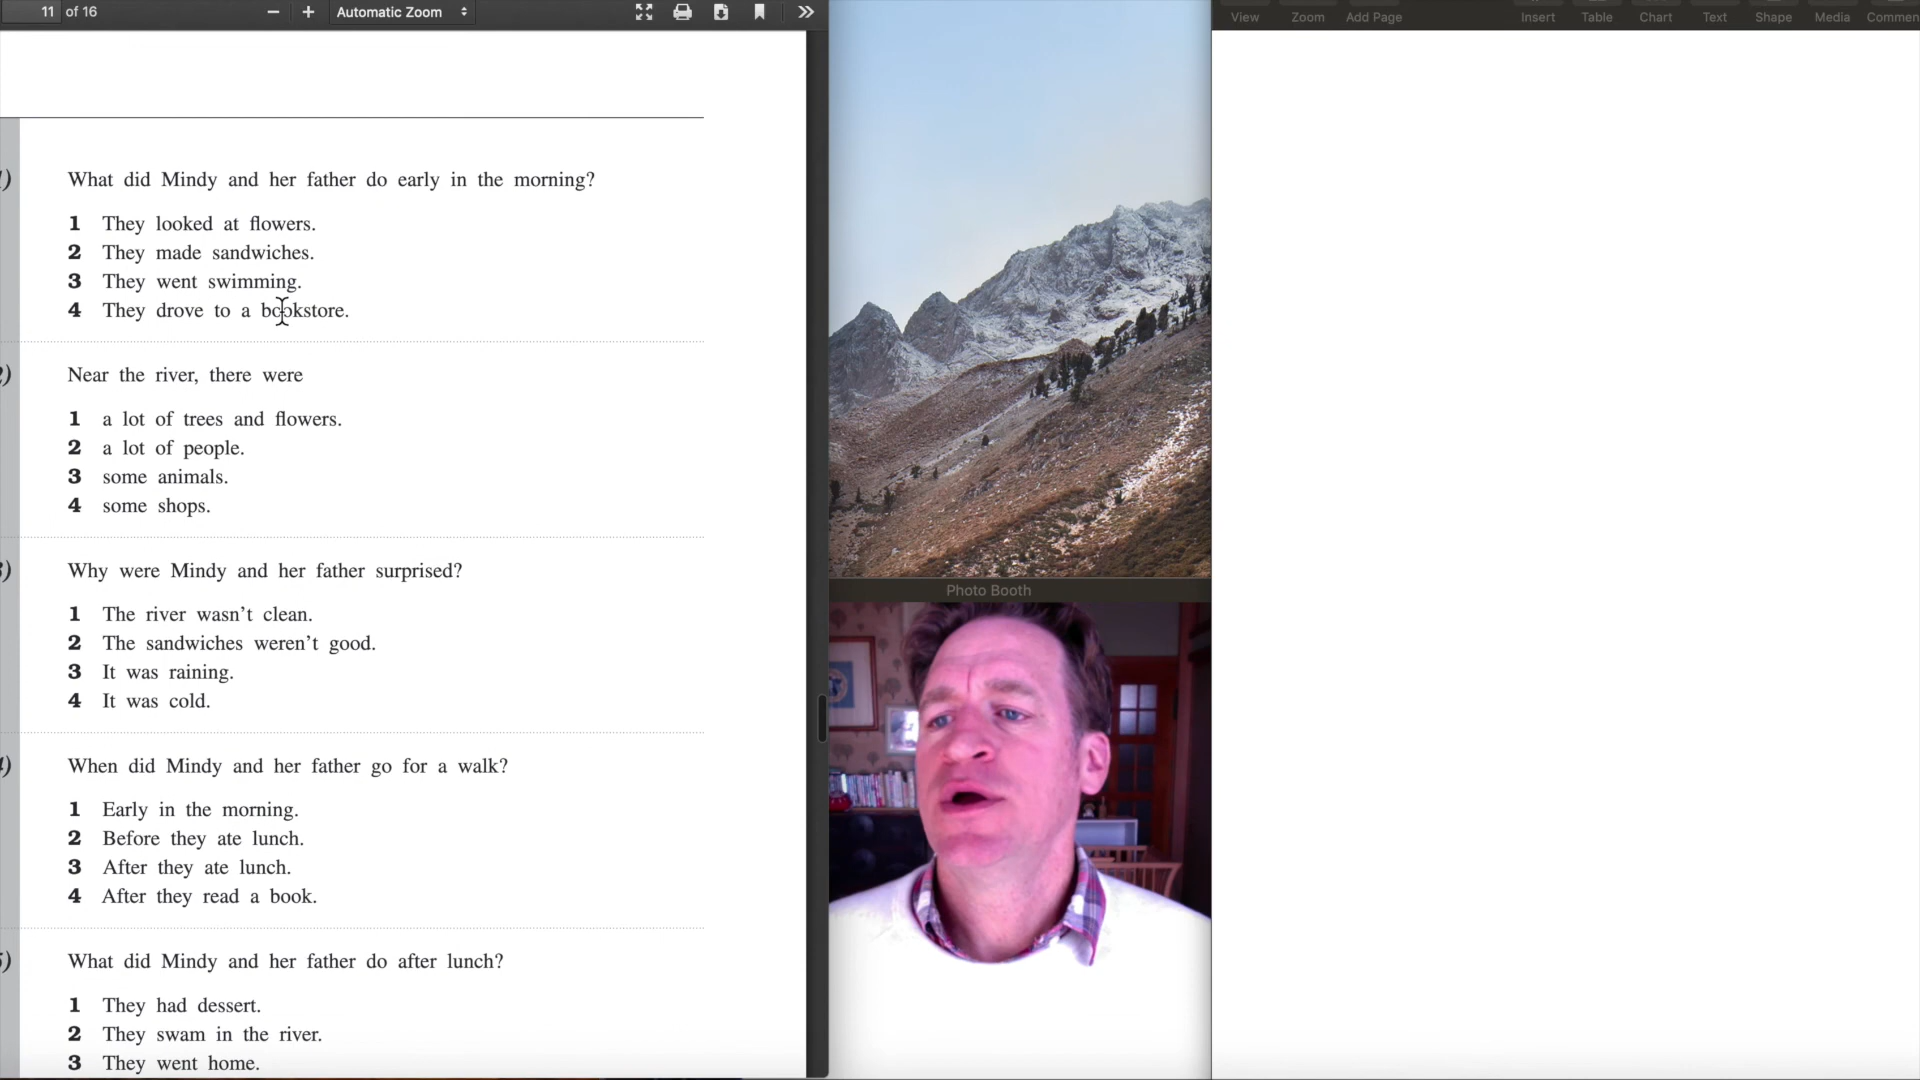 11 of 16
Automatic Zoom
View Zoom Add Page Insert Table Chart Text Shape Media Commen
What did Mindy and her father do early in the morning?
1 They looked at flowers.
2 They made sandwiches.
3 They went swimming.
4 They drove to a bookstore.
Near the river, there were
1 a lot of trees and flowers.
2 a lot of people.
3 some animals.
4 some shops.
Why were Mindy and her father surprised?
1 The river wasn't clean.
2 The sandwiches weren't good.
3 It was raining.
4 It was cold.
When did Mindy and her father go for a walk?
1 Early in the morning.
2 Before they ate lunch.
3 After they ate lunch.
4 After they read a book.
What did Mindy and her father do after lunch?
1 They had dessert.
2 They swam in the river.
3 They went home.
Photo Booth